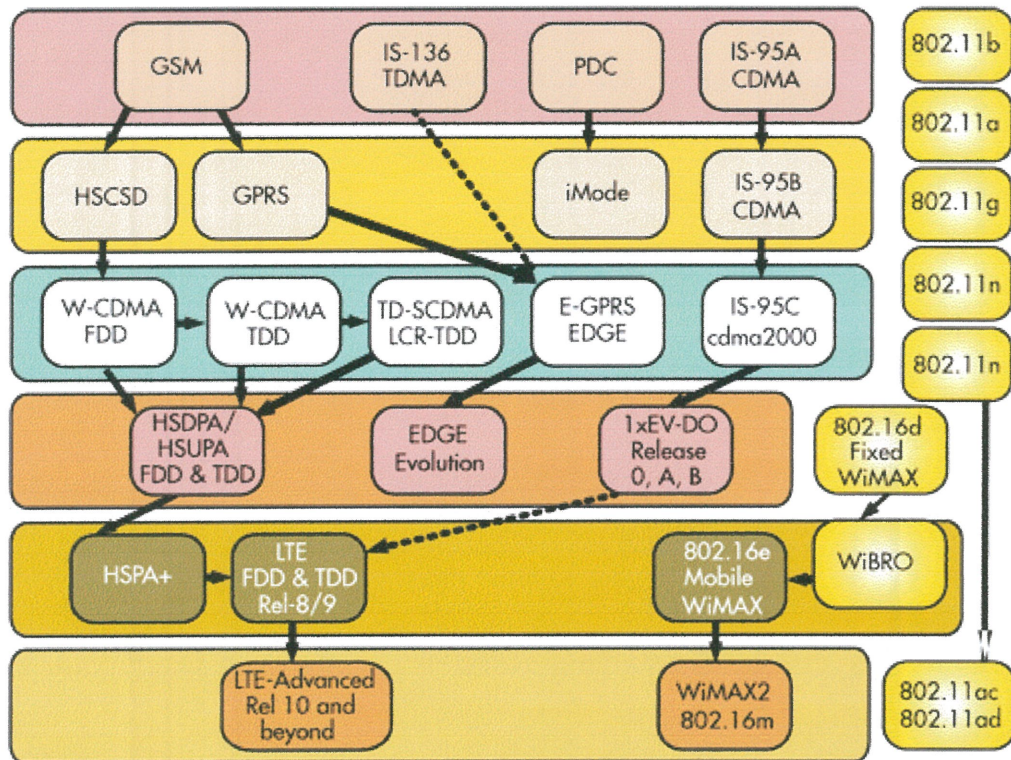 GSM
IS-136
TDMA
PDC
IS-95A
CDMA
802.11b
802.11a
HSCSD
GPRS
iMode
IS-95B
CDMA
802.11g
W-CDMA
FDD
W-CDMA
TDD
TD-SCDMA
LCR-TDD
E-GPRS
EDGE
IS-95C
cdma2000
802.11n
802.11n
HSDPA/
HSUPA
FDD & TDD
EDGE
Evolution
1xEV-DO
Release
0, A, B
802.16d
Fixed
WiMAX
HSPA+
LTE
FDD & TDD
Rel-8/9
802.16e
Mobile
WiMAX
WiBRO
LTE-Advanced
Rel 10 and
beyond
WiMAX2
802.16m
802.11ac
802.11ad